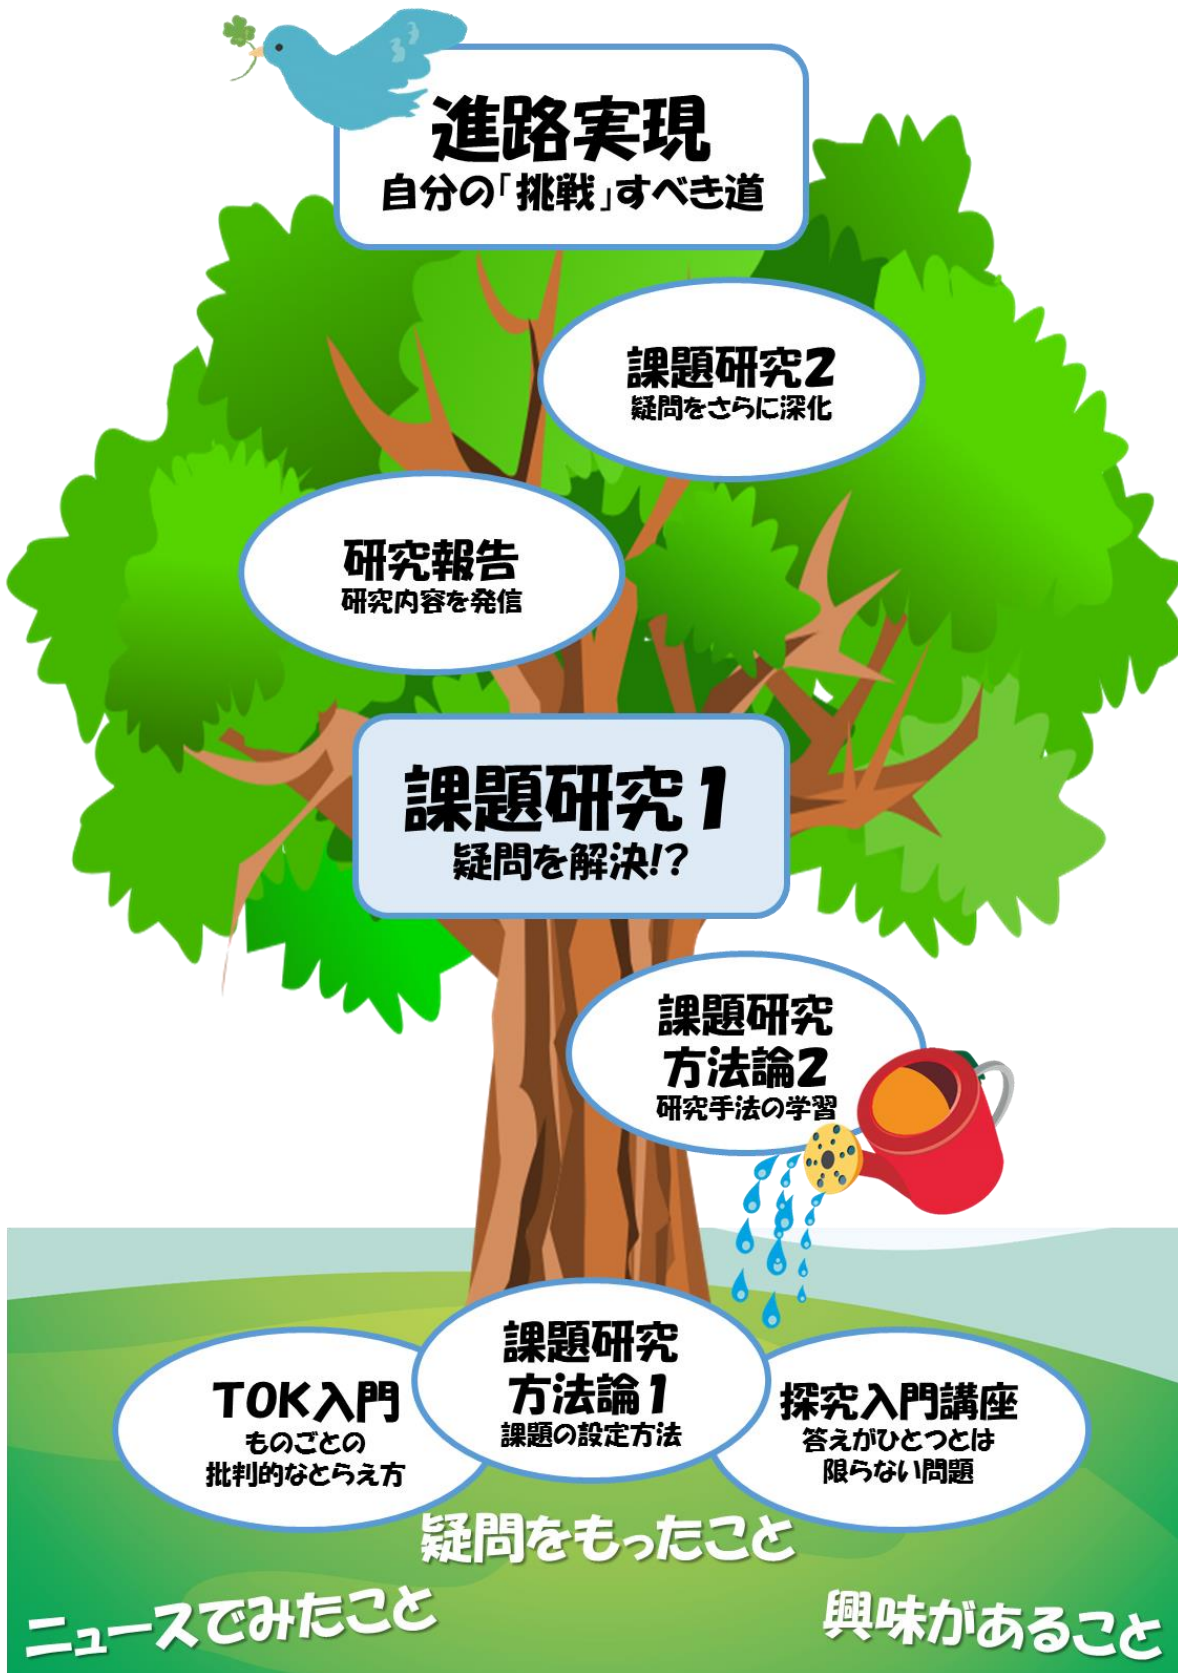 進路実現
自分の「挑戦」すべき道
課題研究2
疑問をさらに深化
研究報告
研究内容を発信
課題研究1
疑問を解決!?
課題研究
方法論2
研究手法の学習
課題研究
方法論1
課題の設定方法
TOK入門
ものごとの
批判的なとらえ方
探究入門講座
答えがひとつとは
限らない問題
疑問をもったこと
ニュースでみたこと
興味があること